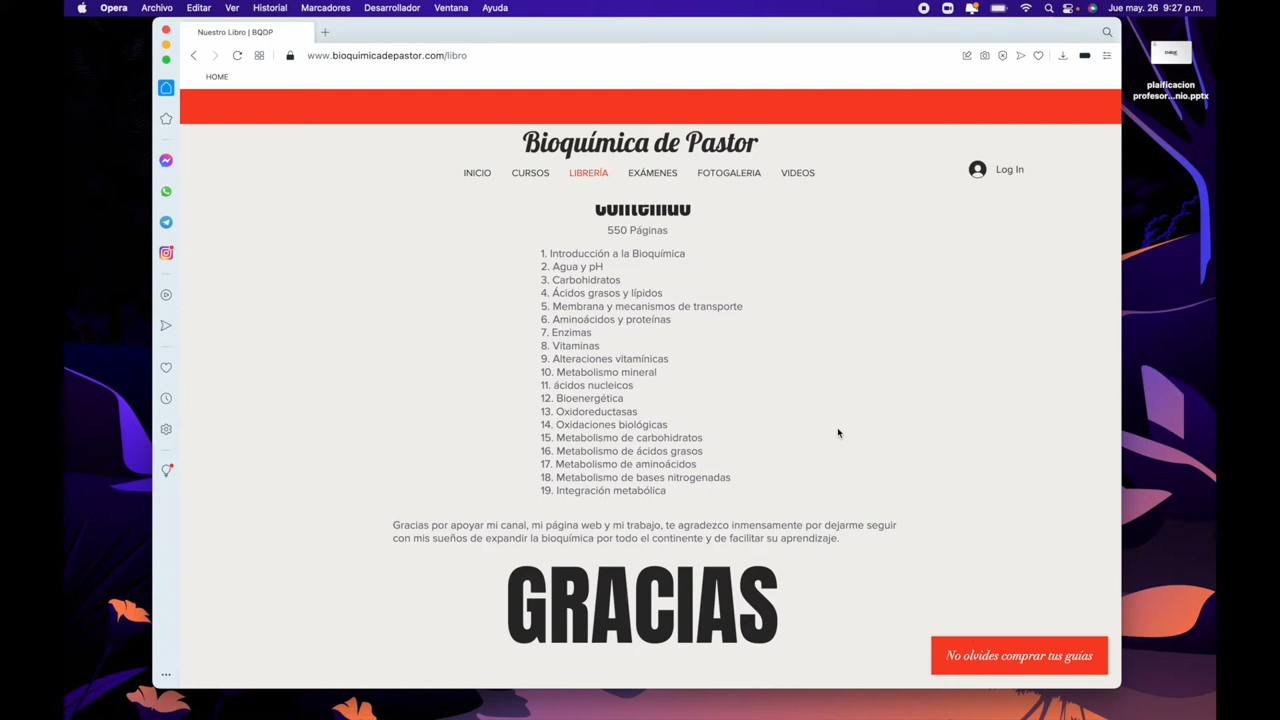 Opera Archivo Editar Ver Historial Marcadores Desarrollador Ventana Ayuda Jue may. 26 9:27 p.m.
Nuestro Libro | BQDP
www.bioquimicadepastor.com/libro
HOME
plaificacion
profesor...nio.pptx
Bioquímica de Pastor
INICIO CURSOS LIBRERÍA EXÁMENES FOTOGALERIA VIDEOS
Log In
Contenido
550 Páginas
1. Introducción a la Bioquímica
2. Agua y pH
3. Carbohidratos
4. Ácidos grasos y lípidos
5. Membrana y mecanismos de transporte
6. Aminoácidos y proteínas
7. Enzimas
8. Vitaminas
9. Alteraciones vitamínicas
10. Metabolismo mineral
11. ácidos nucleicos
12. Bioenergética
13. Oxidoreductasas
14. Oxidaciones biológicas
15. Metabolismo de carbohidratos
16. Metabolismo de ácidos grasos
17. Metabolismo de aminoácidos
18. Metabolismo de bases nitrogenadas
19. Integración metabólica
Gracias por apoyar mi canal, mi página web y mi trabajo, te agradezco inmensamente por dejarme seguir
con mis sueños de expandir la bioquímica por todo el continente y de facilitar su aprendizaje.
GRACIAS
No olvides comprar tus guías